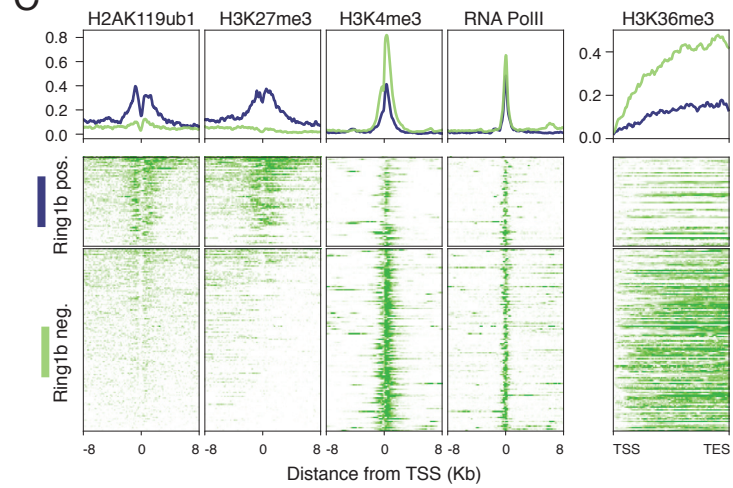 H2AK119ub1 H3K27me3 H3K4me3 RNA PolII H3K36me3
0.8
0.6
0.4
0.2
0.0
0.4
0.2
0.0
Ring1b pos.
Ring1b neg.
-8 0 8 -8 0 8 -8 0 8 -8 0 8 TSS TES
Distance from TSS (Kb)